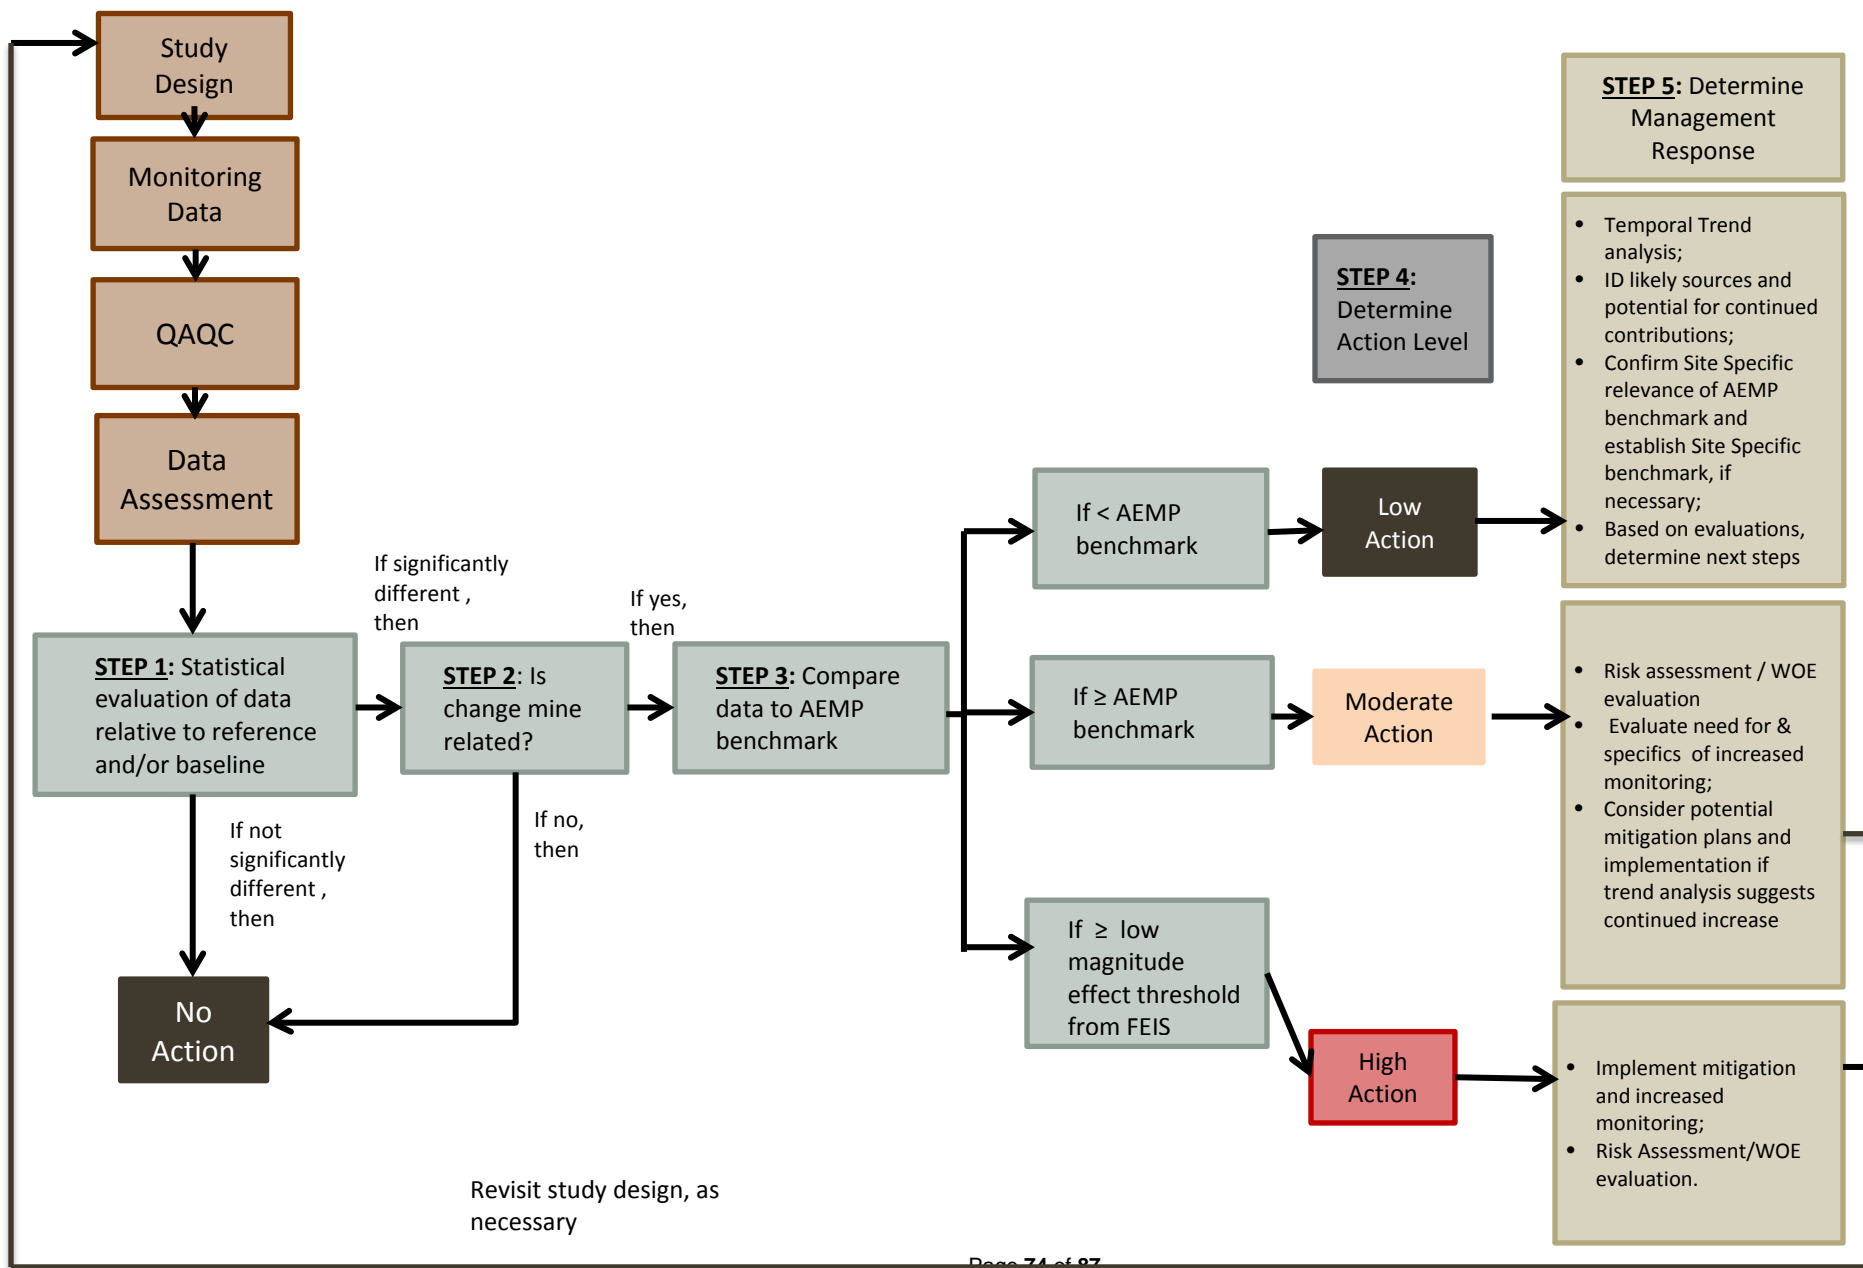 Study
Design
Monitoring
Data
QAQC
Data
Assessment
If significantly
different ,
then
If yes,
then
STEP 1: Statistical
evaluation of data
relative to reference
and/or baseline
STEP 2: Is
change mine
related?
STEP 3: Compare
data to AEMP
benchmark
If not
significantly
different ,
then
If no,
then
No
Action
If < AEMP
benchmark
If ≥ AEMP
benchmark
If ≥ low
magnitude
effect threshold
from FEIS
STEP 4:
Determine
Action Level
Low
Action
Moderate
Action
High
Action
STEP 5: Determine
Management
Response
• Temporal Trend
analysis;
• ID likely sources and
potential for continued
contributions;
• Confirm Site Specific
relevance of AEMP
benchmark and
establish Site Specific
benchmark, if
necessary;
• Based on evaluations,
determine next steps
• Risk assessment / WOE
evaluation
• Evaluate need for &
specifics of increased
monitoring;
• Consider potential
mitigation plans and
implementation if
trend analysis suggests
continued increase
• Implement mitigation
and increased
monitoring;
• Risk Assessment/WOE
evaluation.
Revisit study design, as
necessary
Page 74 of 87